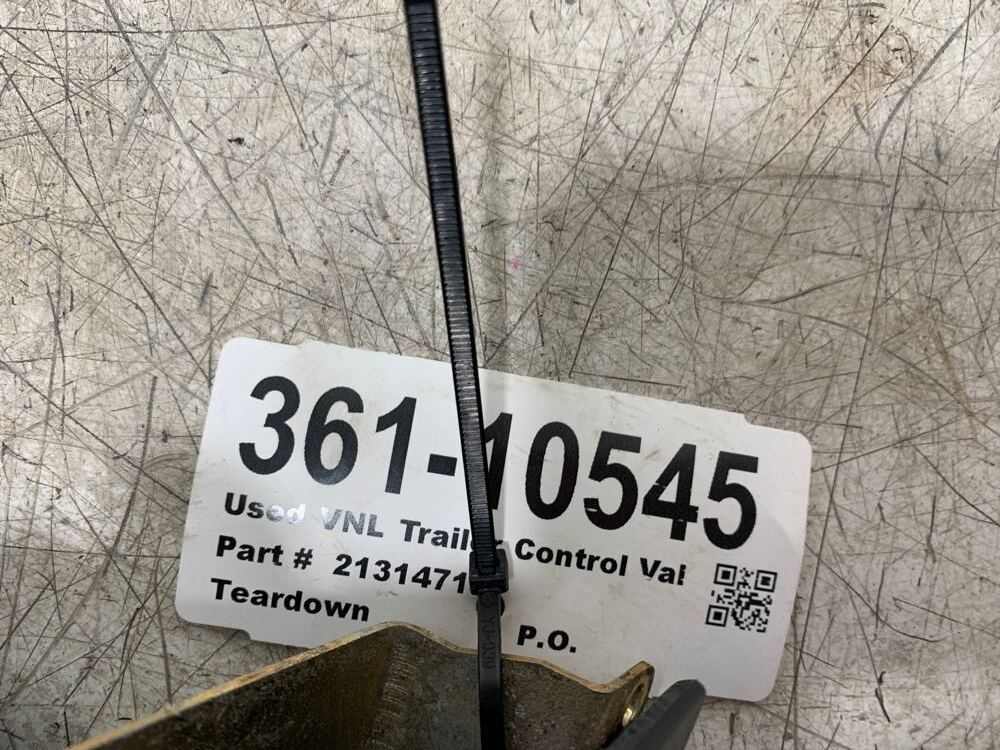 361-10545
Used VNL Trailer Control Val
Part # 2131471
Teardown P.O.